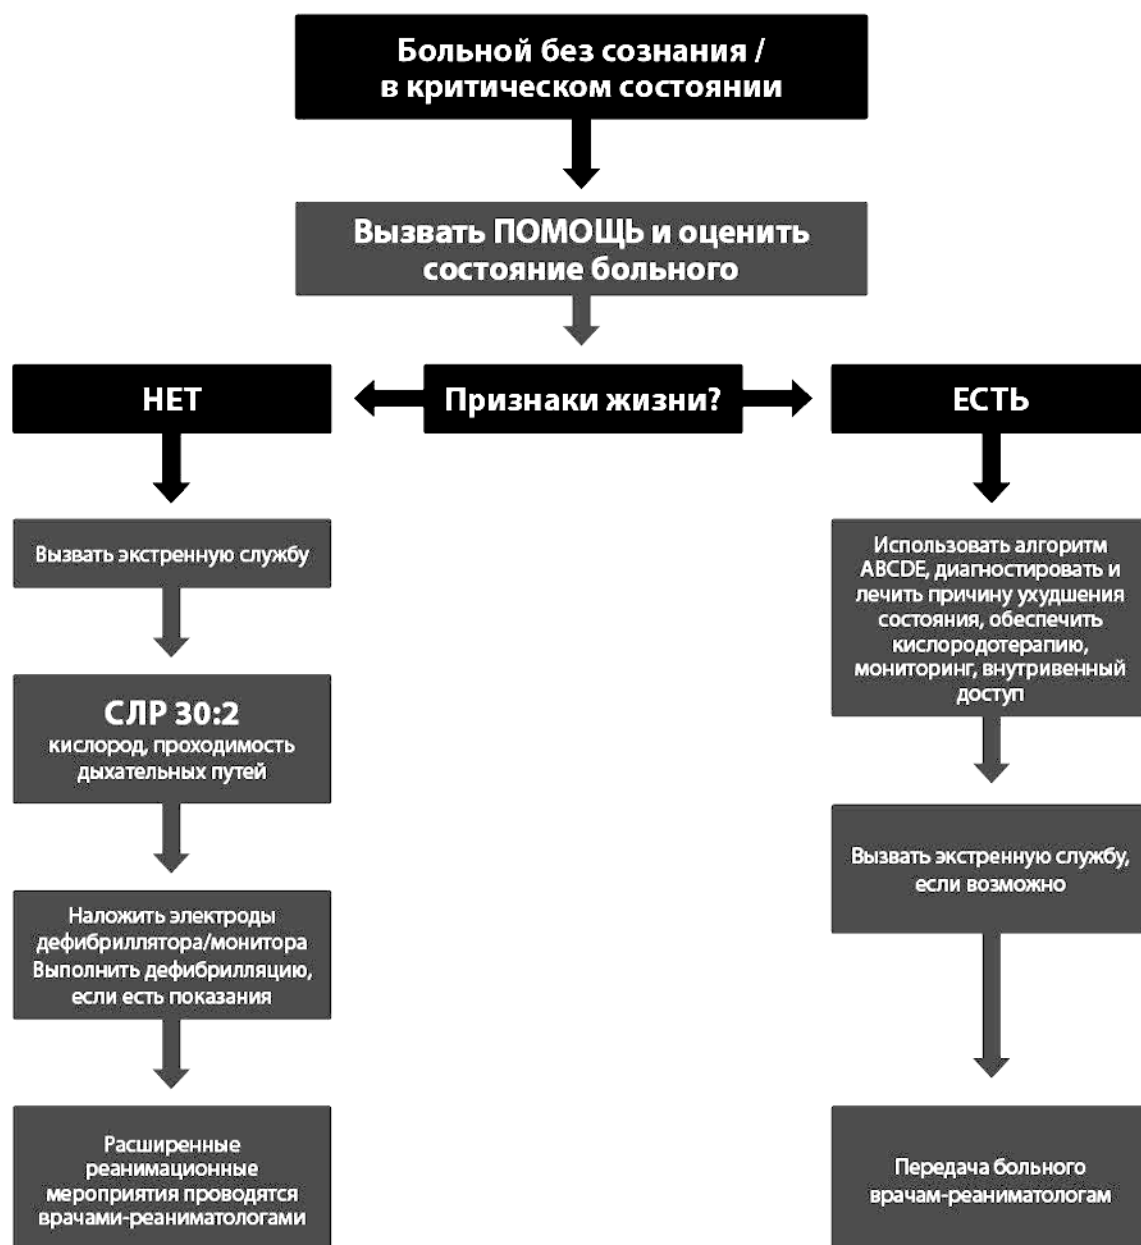 Больной без сознания /
в критическом состоянии
Вызвать ПОМОЩЬ и оценить
состояние больного
Признаки жизни?
НЕТ
Вызвать экстренную службу
СЛР 30:2
кислород, проходимость
дыхательных путей
Наложить электроды
дефибриллятора/монитора
Выполнить дефибрилляцию,
если есть показания
Расширенные
реанимационные
мероприятия проводятся
врачами-реаниматологами
ЕСТЬ
Использовать алгоритм
ABCDE, диагностировать и
лечить причину ухудшения
состояния, обеспечить
кислородотерапию,
мониторинг, внутривенный
доступ
Вызвать экстренную службу,
если возможно
Передача больного
врачам-реаниматологам